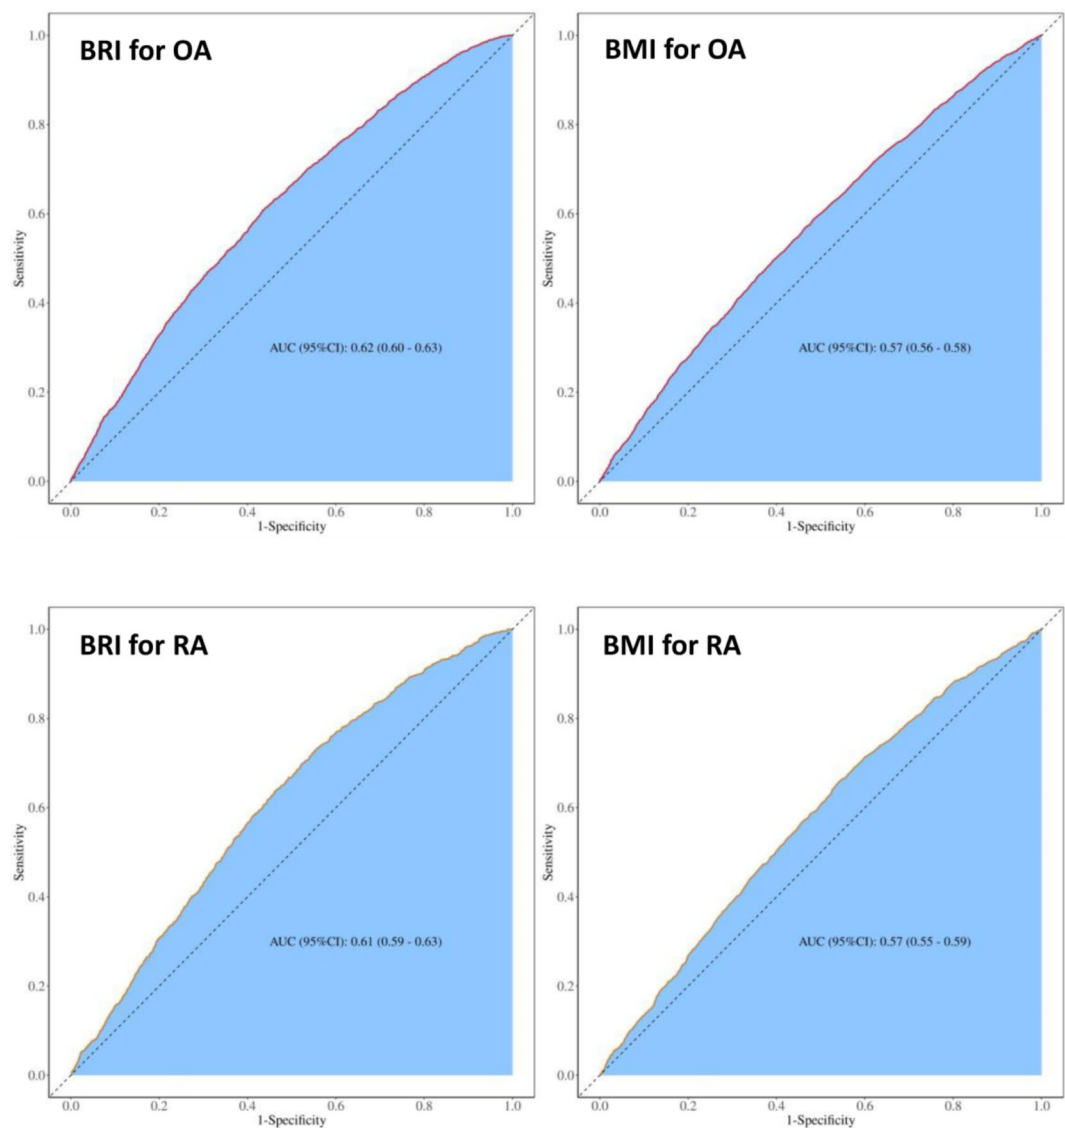 BRI for OA
1.0
0.8
0.6
0.4
0.2
0.0
Sensitivity
AUC (95%CI): 0.62 (0.60 - 0.63)
0.0 0.2 0.4 0.6 0.8 1.0
1-Specificity
BMI for OA
1.0
0.8
0.6
0.4
0.2
0.0
Sensitivity
AUC (95%CI): 0.57 (0.56 - 0.58)
0.0 0.2 0.4 0.6 0.8 1.0
1-Specificity
BRI for RA
1.0
0.8
0.6
0.4
0.2
0.0
Sensitivity
AUC (95%CI): 0.61 (0.59 - 0.63)
0.0 0.2 0.4 0.6 0.8 1.0
1-Specificity
BMI for RA
1.0
0.8
0.6
0.4
0.2
0.0
Sensitivity
AUC (95%CI): 0.57 (0.55 - 0.59)
0.0 0.2 0.4 0.6 0.8 1.0
1-Specificity